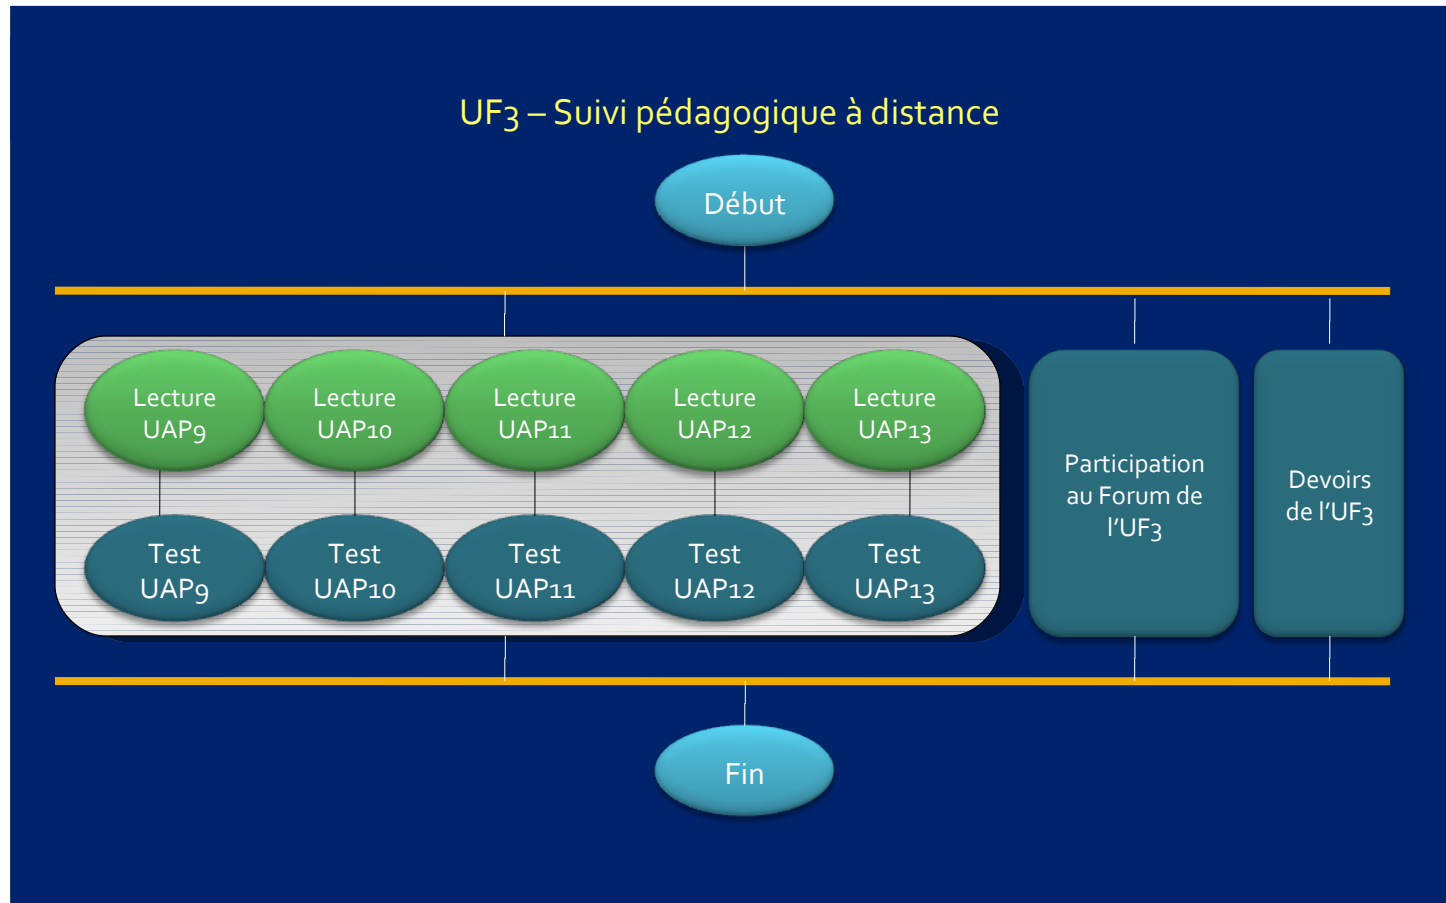 UF3 – Suivi pédagogique à distance
Début
Lecture
UAP9
Lecture
UAP10
Lecture
UAP11
Lecture
UAP12
Lecture
UAP13
Test
UAP9
Test
UAP10
Test
UAP11
Test
UAP12
Test
UAP13
Participation
au Forum de
l’UF3
Devoirs
de l’UF3
Fin